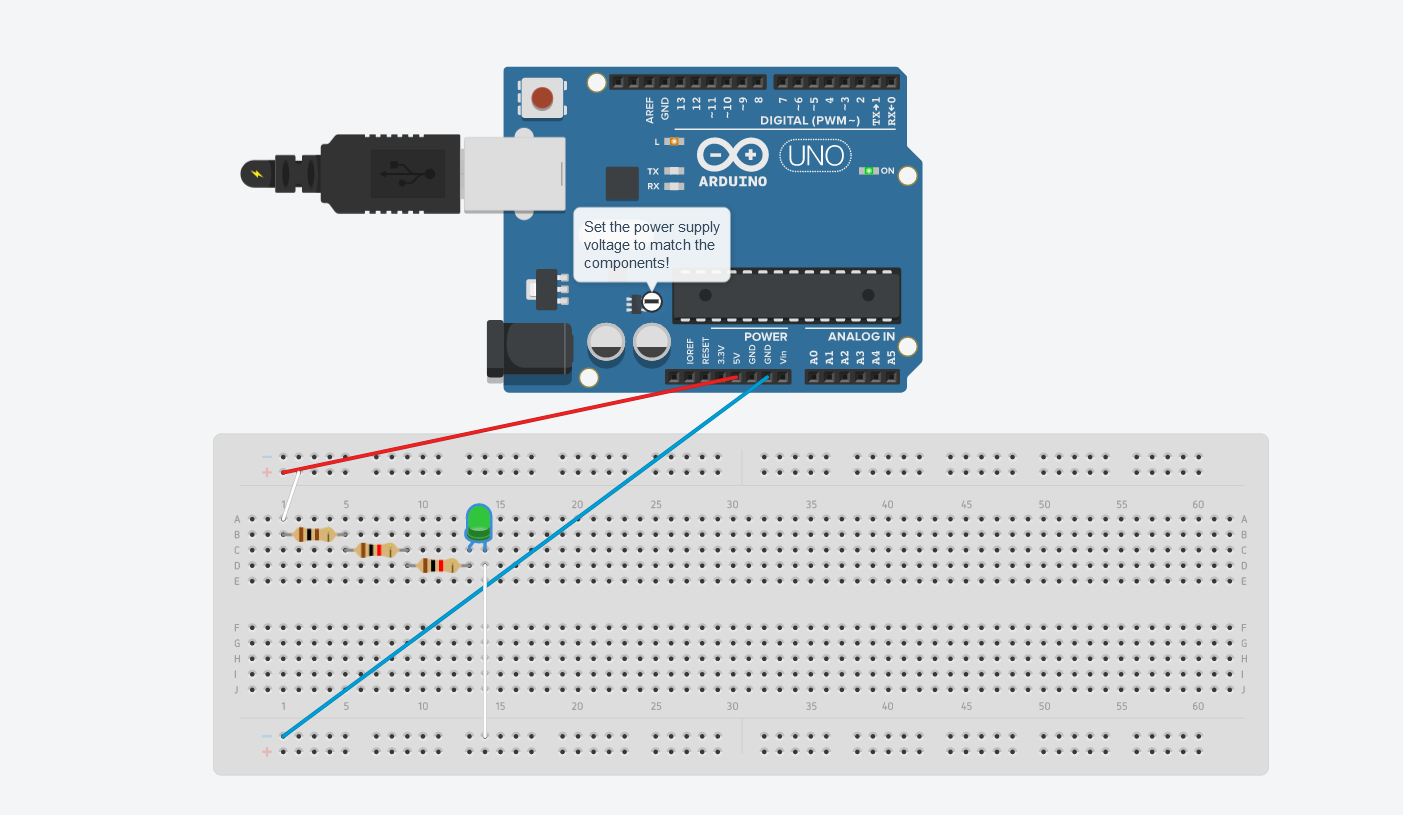 AREF
GND
13
12
~11
~10
~9
8
7
~6
~5
4
~3
2
TX→1
RX←0
DIGITAL (PWM~)
L
TX
RX
ARDUINO
UNO
ON
Set the power supply
voltage to match the
components!
POWER
ANALOG IN
IOREF
RESET
3.3V
5V
GND
GND
Vin
A0
A1
A2
A3
A4
A5
−
+
1 5 10 15 20 25 30 35 40 45 50 55 60
A A
B B
C C
D D
E E
F F
G G
H H
I I
J J
1 5 10 15 20 25 30 35 40 45 50 55 60
−
+